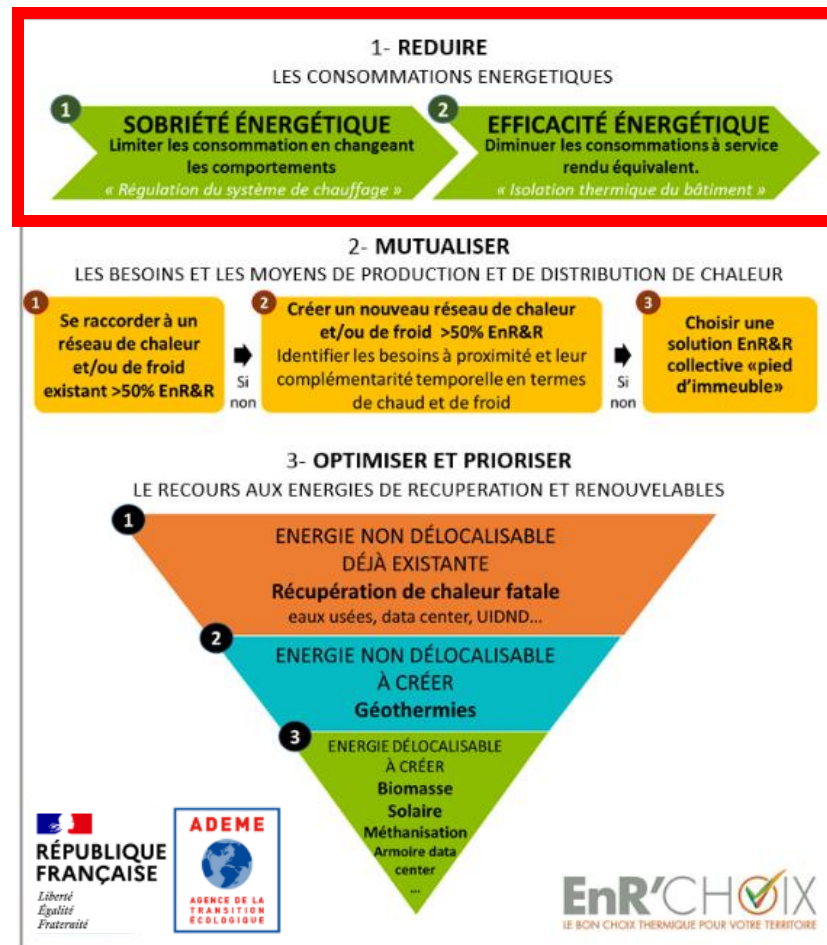 1- REDUIRE
LES CONSOMMATIONS ENERGETIQUES
1
SOBRIÉTÉ ÉNERGÉTIQUE
Limiter les consommation en changeant
les comportements
« Régulation du système de chauffage »
2
EFFICACITÉ ÉNERGÉTIQUE
Diminuer les consommations à service
rendu équivalent.
« Isolation thermique du bâtiment »
2- MUTUALISER
LES BESOINS ET LES MOYENS DE PRODUCTION ET DE DISTRIBUTION DE CHALEUR
1
Se raccorder à un
réseau de chaleur
et/ou de froid
existant >50% EnR&R
Si
non
2
Créer un nouveau réseau de chaleur
et/ou de froid >50% EnR&R
Identifier les besoins à proximité et leur
complémentarité temporelle en termes
de chaud et de froid
Si
non
3
Choisir une
solution EnR&R
collective «pied
d'immeuble»
3- OPTIMISER ET PRIORISER
LE RECOURS AUX ENERGIES DE RECUPERATION ET RENOUVELABLES
1
ENERGIE NON DÉLOCALISABLE
DÉJÀ EXISTANTE
Récupération de chaleur fatale
eaux usées, data center, UIDND...
2
ENERGIE NON DÉLOCALISABLE
À CRÉER
Géothermies
3
ENERGIE DÉLOCALISABLE
À CRÉER
Biomasse
Solaire
Méthanisation
Armoire data
center
...
RÉPUBLIQUE
FRANÇAISE
Liberté
Égalité
Fraternité
ADEME
AGENCE DE LA
TRANSITION
ÉCOLOGIQUE
EnR'CHOIX
LE BON CHOIX THERMIQUE POUR VOTRE TERRITOIRE